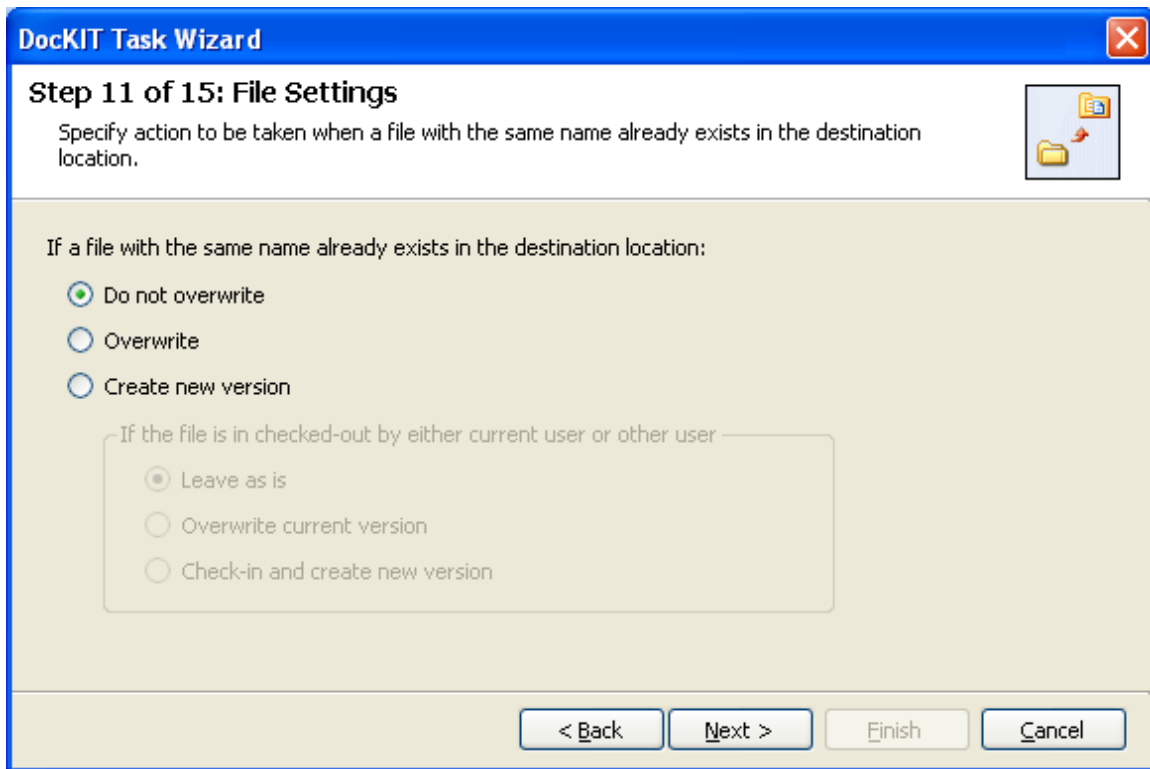 DocKIT Task Wizard
Step 11 of 15: File Settings
Specify action to be taken when a file with the same name already exists in the destination
location.
If a file with the same name already exists in the destination location:
Do not overwrite
Overwrite
Create new version
If the file is in checked-out by either current user or other user
Leave as is
Overwrite current version
Check-in and create new version
< Back Next > Finish Cancel